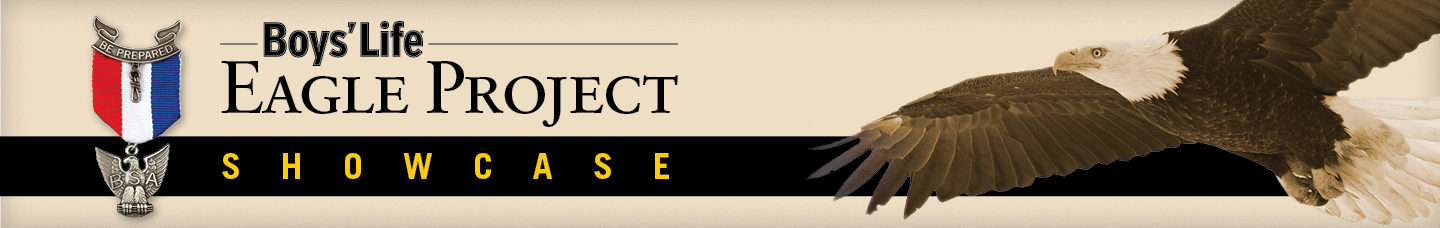 BE PREPARED
Boys' Life
EAGLE PROJECT
SHOWCASE
BSA